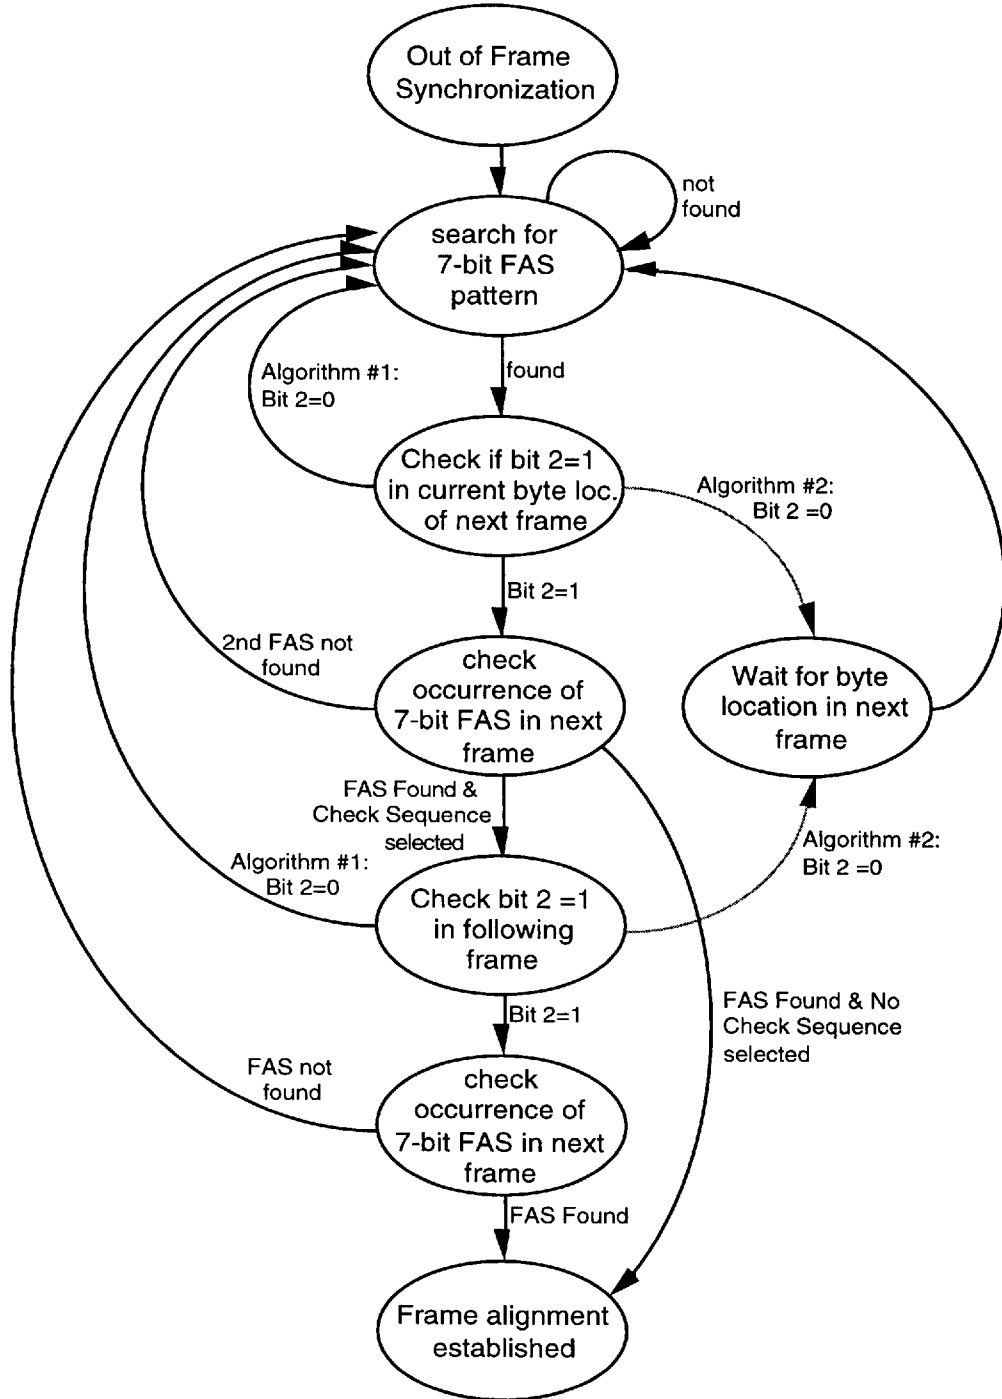 Out of Frame
Synchronization
not
found
search for
7-bit FAS
pattern
Algorithm #1:
Bit 2=0
found
Check if bit 2=1
in current byte loc.
of next frame
Algorithm #2:
Bit 2 =0
Bit 2=1
2nd FAS not
found
check
occurrence of
7-bit FAS in next
frame
Wait for byte
location in next
frame
FAS Found &
Check Sequence
selected
Algorithm #1:
Bit 2=0
Algorithm #2:
Bit 2 =0
Check bit 2 =1
in following
frame
FAS Found & No
Check Sequence
selected
Bit 2=1
FAS not
found
check
occurrence of
7-bit FAS in next
frame
FAS Found
Frame alignment
established